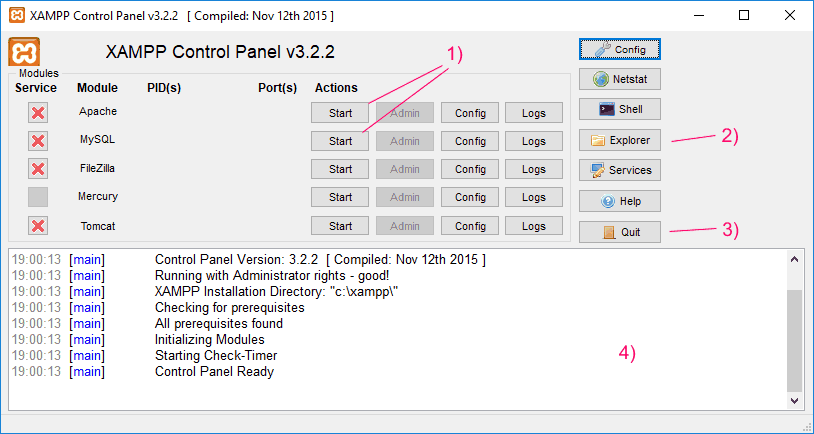 XAMPP Control Panel v3.2.2 [ Compiled: Nov 12th 2015 ]
XAMPP Control Panel v3.2.2
1)
Config
Modules
Service Module PID(s) Port(s) Actions
Netstat
Apache Start Admin Config Logs
Shell
MySQL Start Admin Config Logs
Explorer 2)
FileZilla Start Admin Config Logs
Services
Mercury Start Admin Config Logs
Help
Tomcat Start Admin Config Logs
Quit 3)
19:00:13 [main] Control Panel Version: 3.2.2 [ Compiled: Nov 12th 2015 ]
19:00:13 [main] Running with Administrator rights - good!
19:00:13 [main] XAMPP Installation Directory: "c:\xampp\"
19:00:13 [main] Checking for prerequisites
19:00:13 [main] All prerequisites found
19:00:13 [main] Initializing Modules
19:00:13 [main] Starting Check-Timer
4)
19:00:13 [main] Control Panel Ready